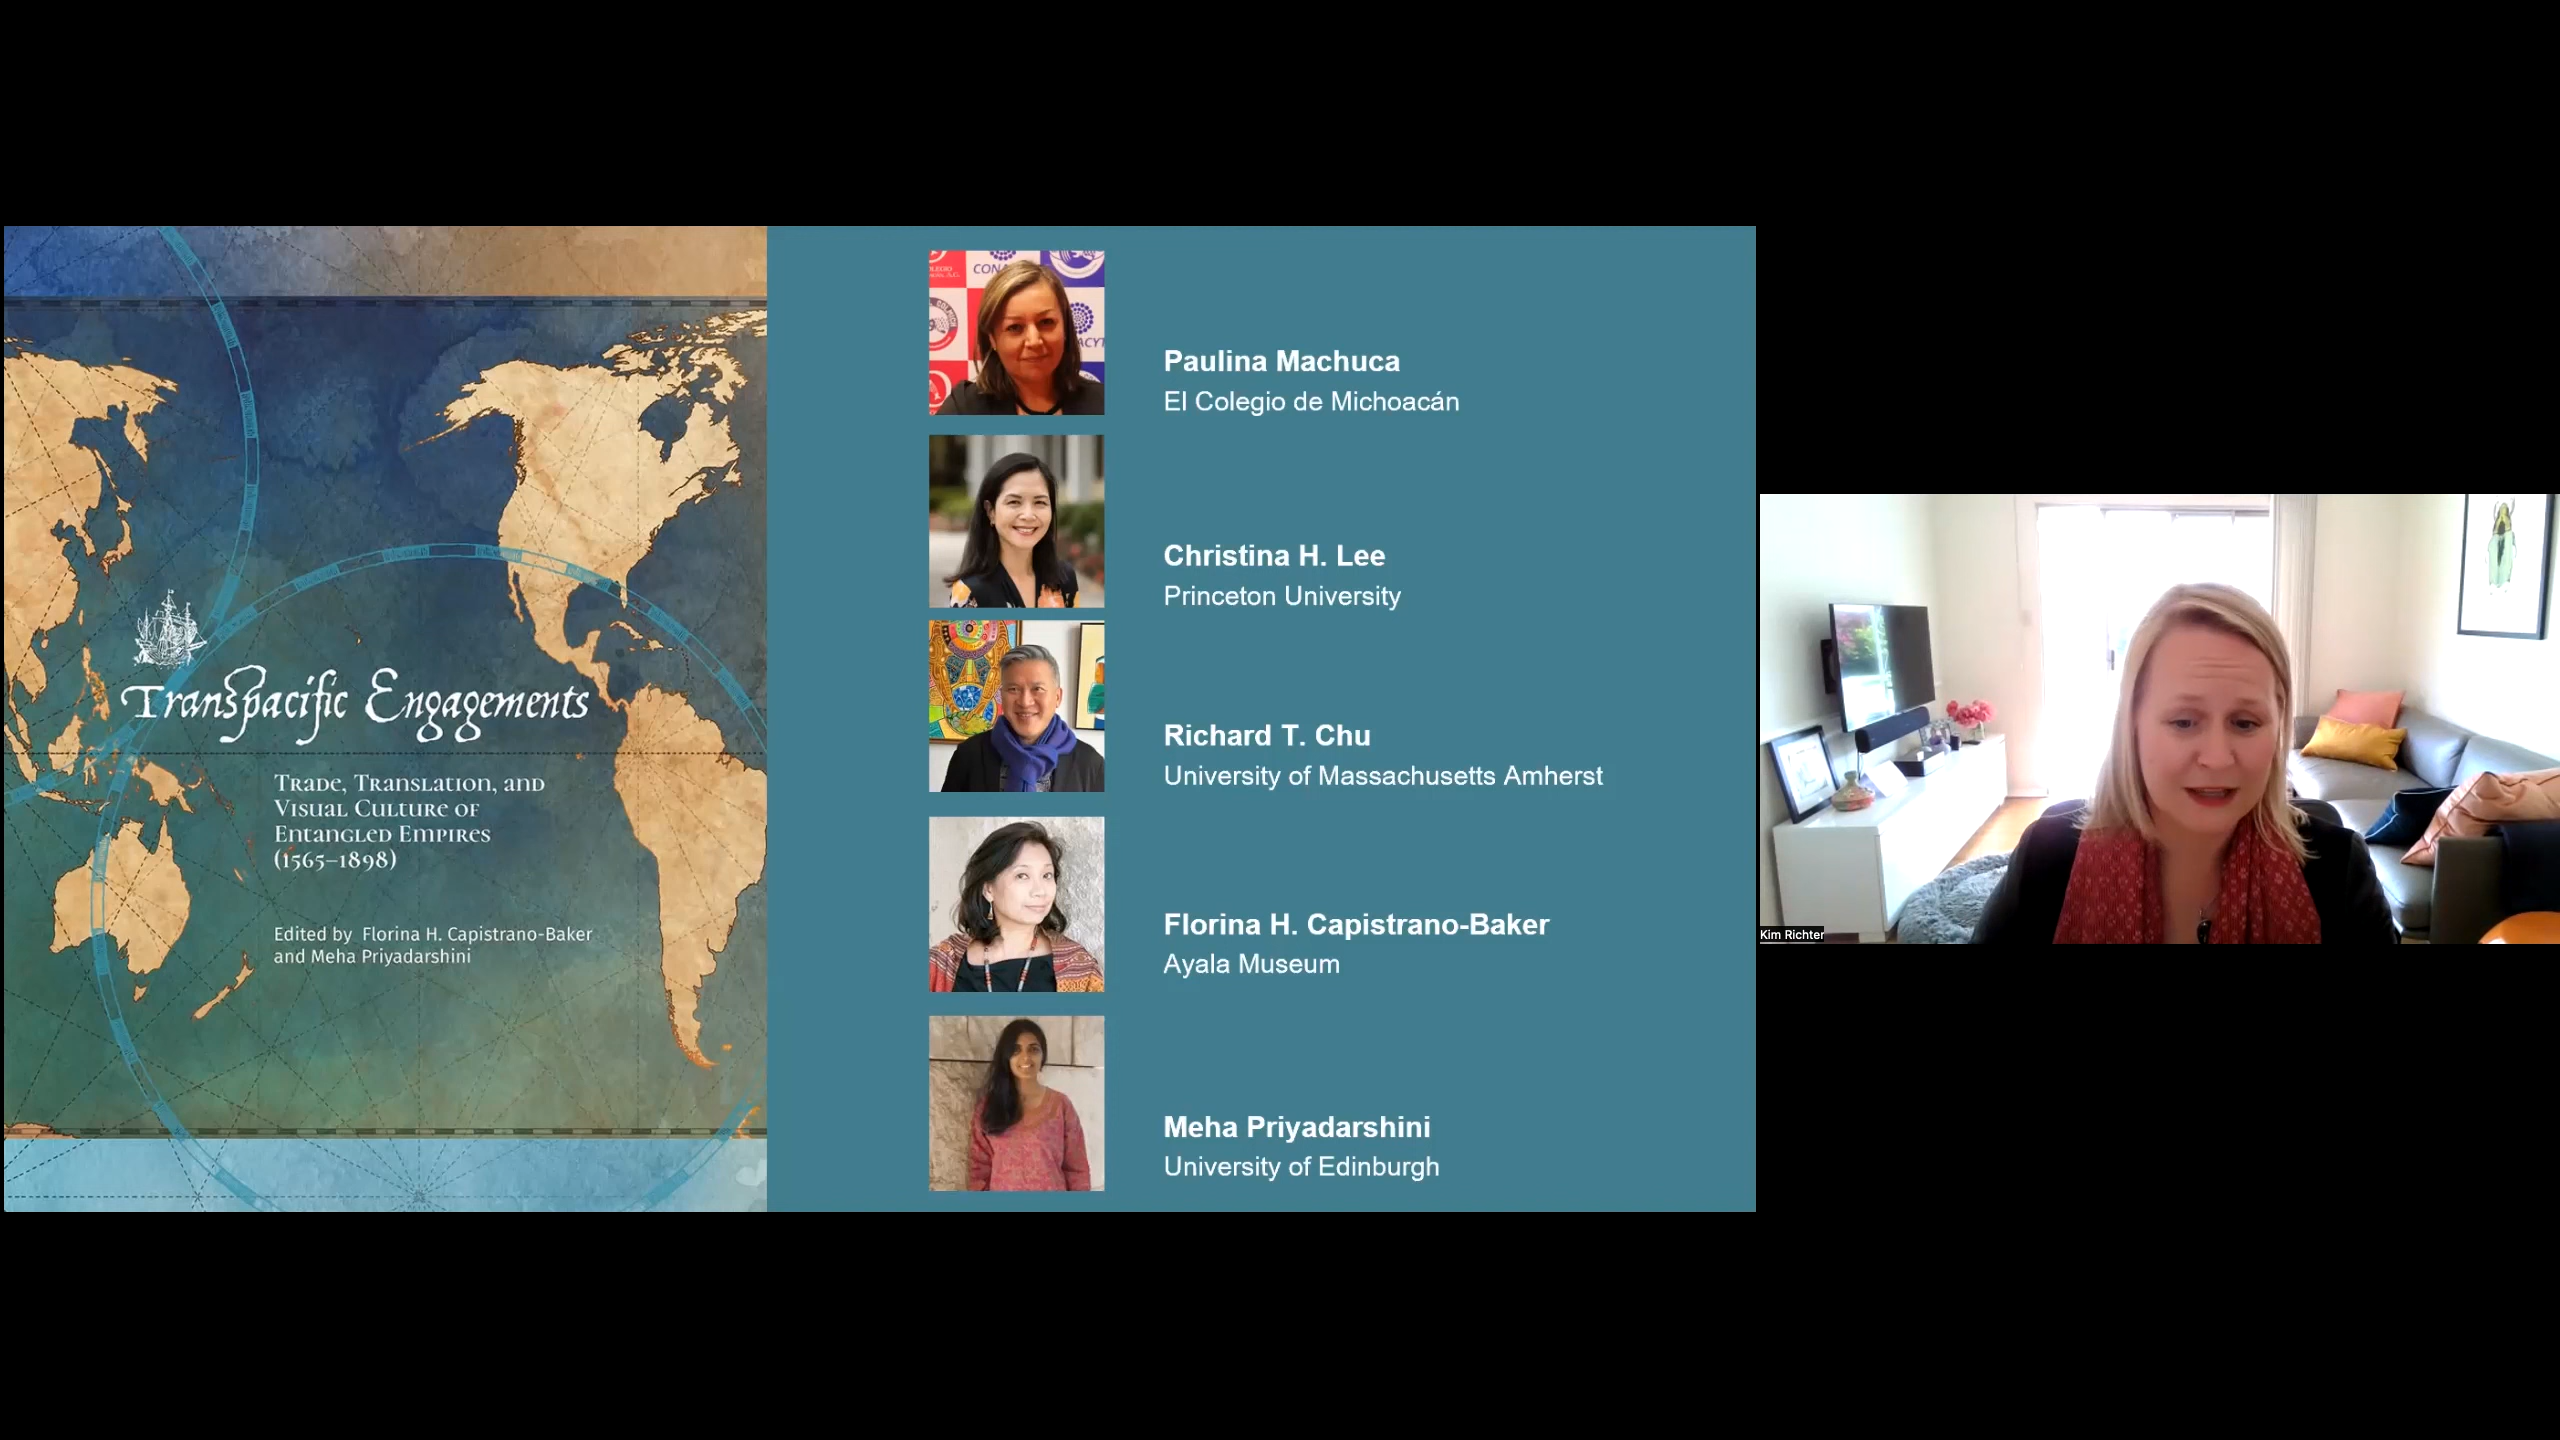 Transpacific Engagements
Trade, Translation, and
Visual Culture of
Entangled Empires
(1565–1898)
Edited by Florina H. Capistrano-Baker
and Meha Priyadarshini
Paulina Machuca
El Colegio de Michoacán
Christina H. Lee
Princeton University
Richard T. Chu
University of Massachusetts Amherst
Florina H. Capistrano-Baker
Ayala Museum
Meha Priyadarshini
University of Edinburgh
Kim Richter